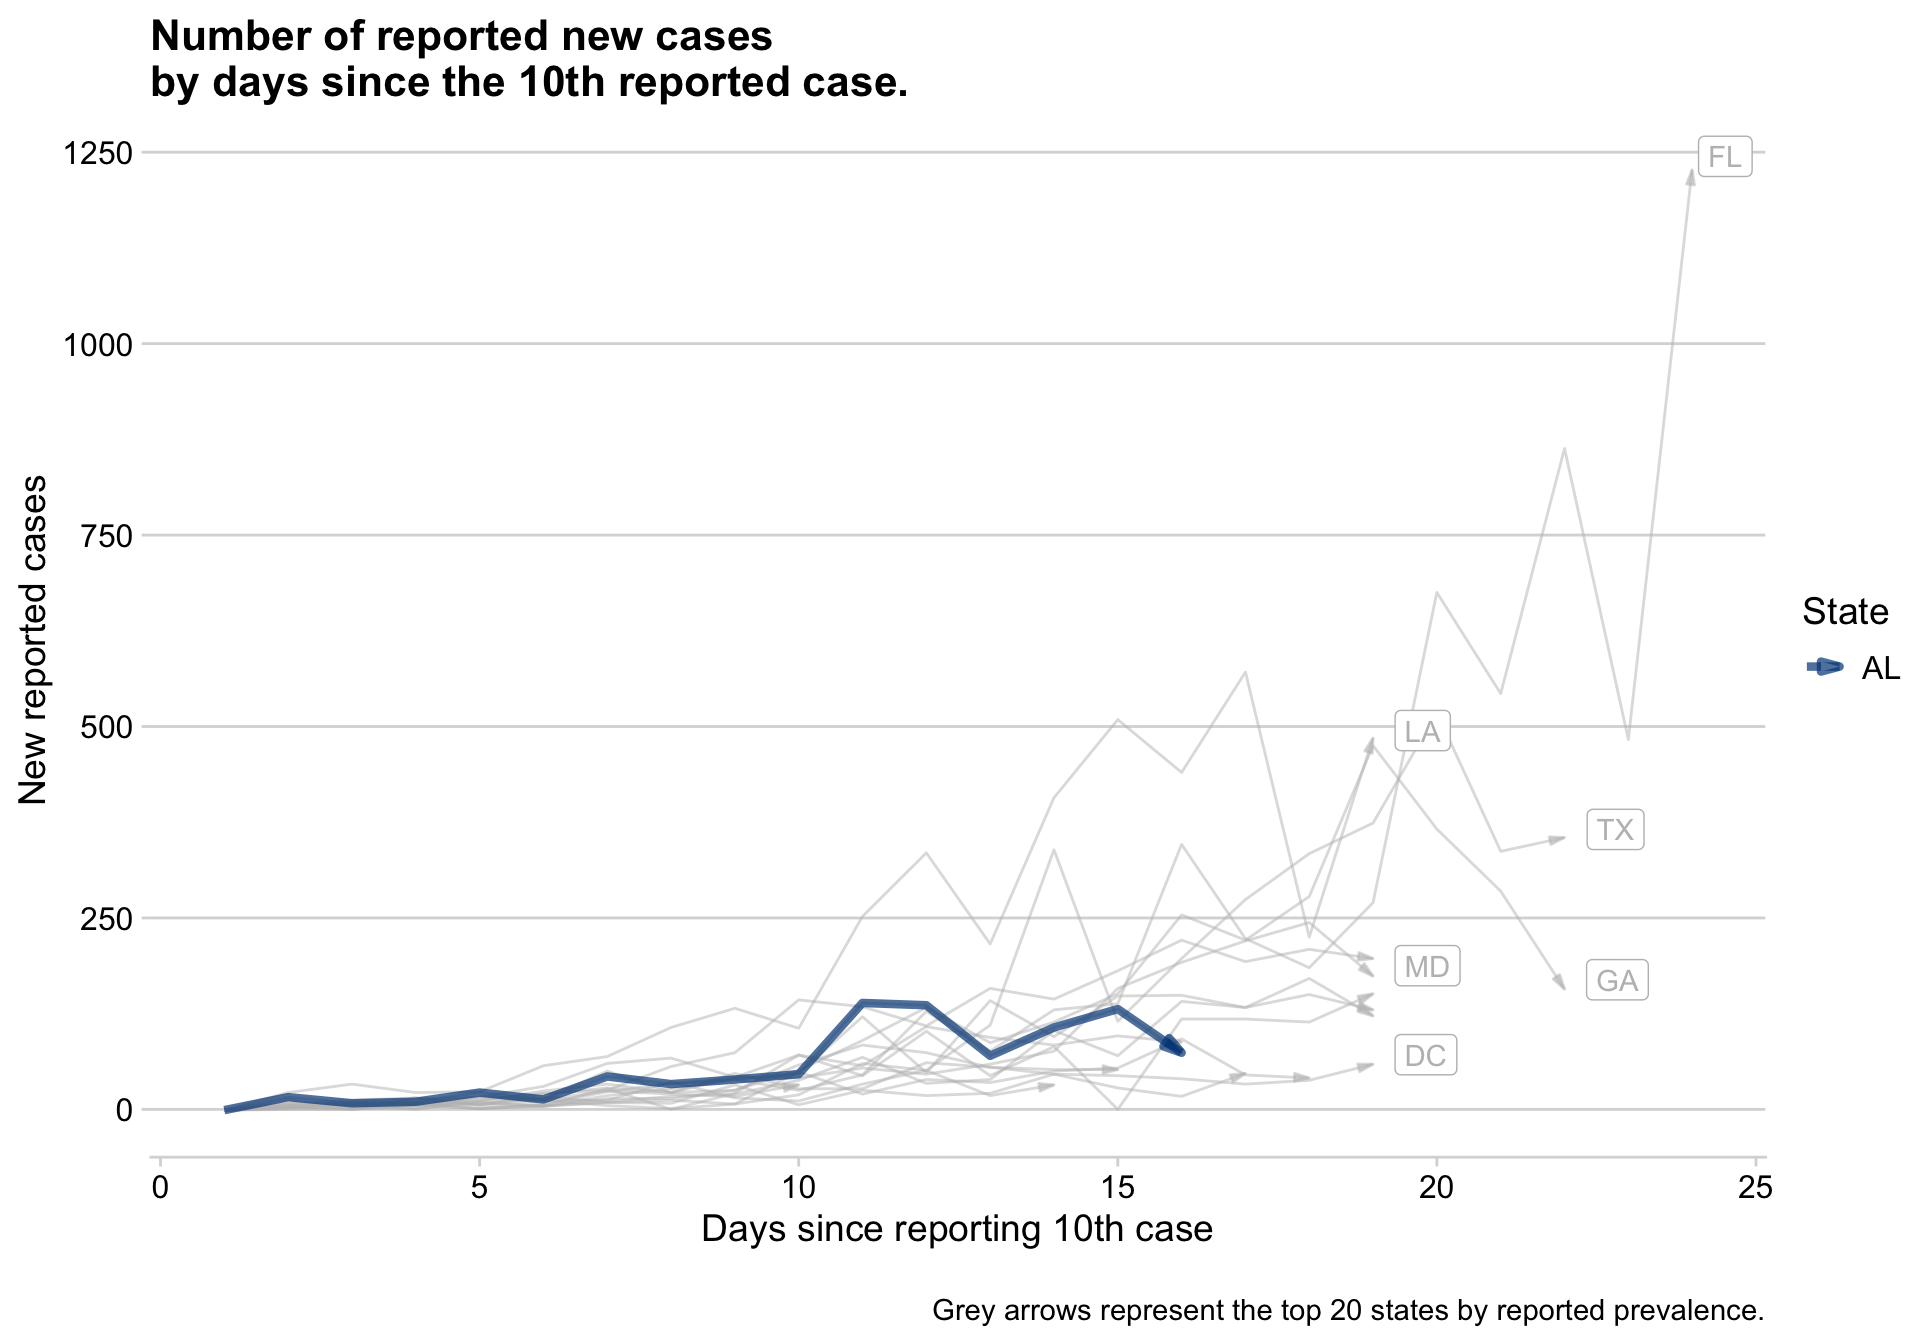 Number of reported new cases
by days since the 10th reported case.
1250
1000
750
500
250
0
New reported cases
FL
LA
TX
MD
GA
DC
State
AL
0 5 10 15 20 25
Days since reporting 10th case
Grey arrows represent the top 20 states by reported prevalence.